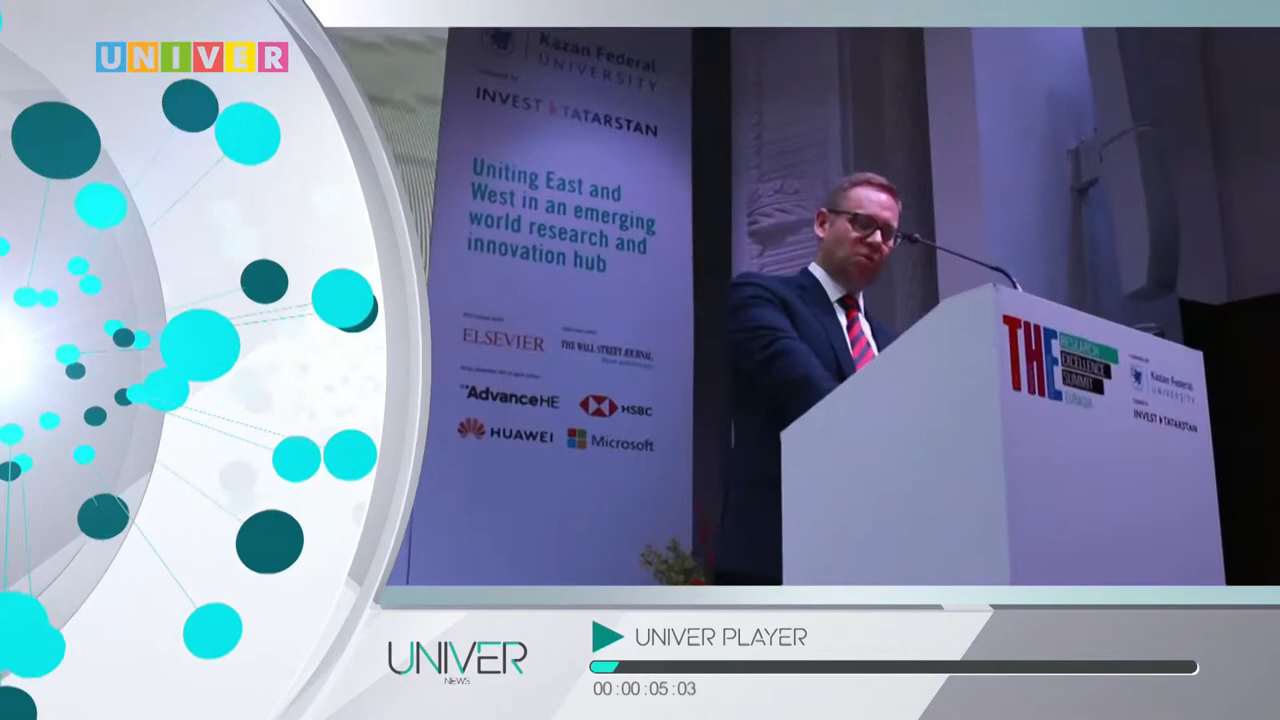 UNIVER
Kazan Federal
UNIVERSITY
INVEST TATARSTAN
Uniting East and
West in an emerging
world research and
innovation hub
ELSEVIER
THE WALL STREET JOURNAL
AdvanceHE
HSBC
HUAWEI
Microsoft
THE
RESEARCH
EXCELLENCE
SUMMIT
EURASIA
Kazan Federal
UNIVERSITY
INVEST TATARSTAN
UNIVER
NEWS
UNIVER PLAYER
00:00:05:03